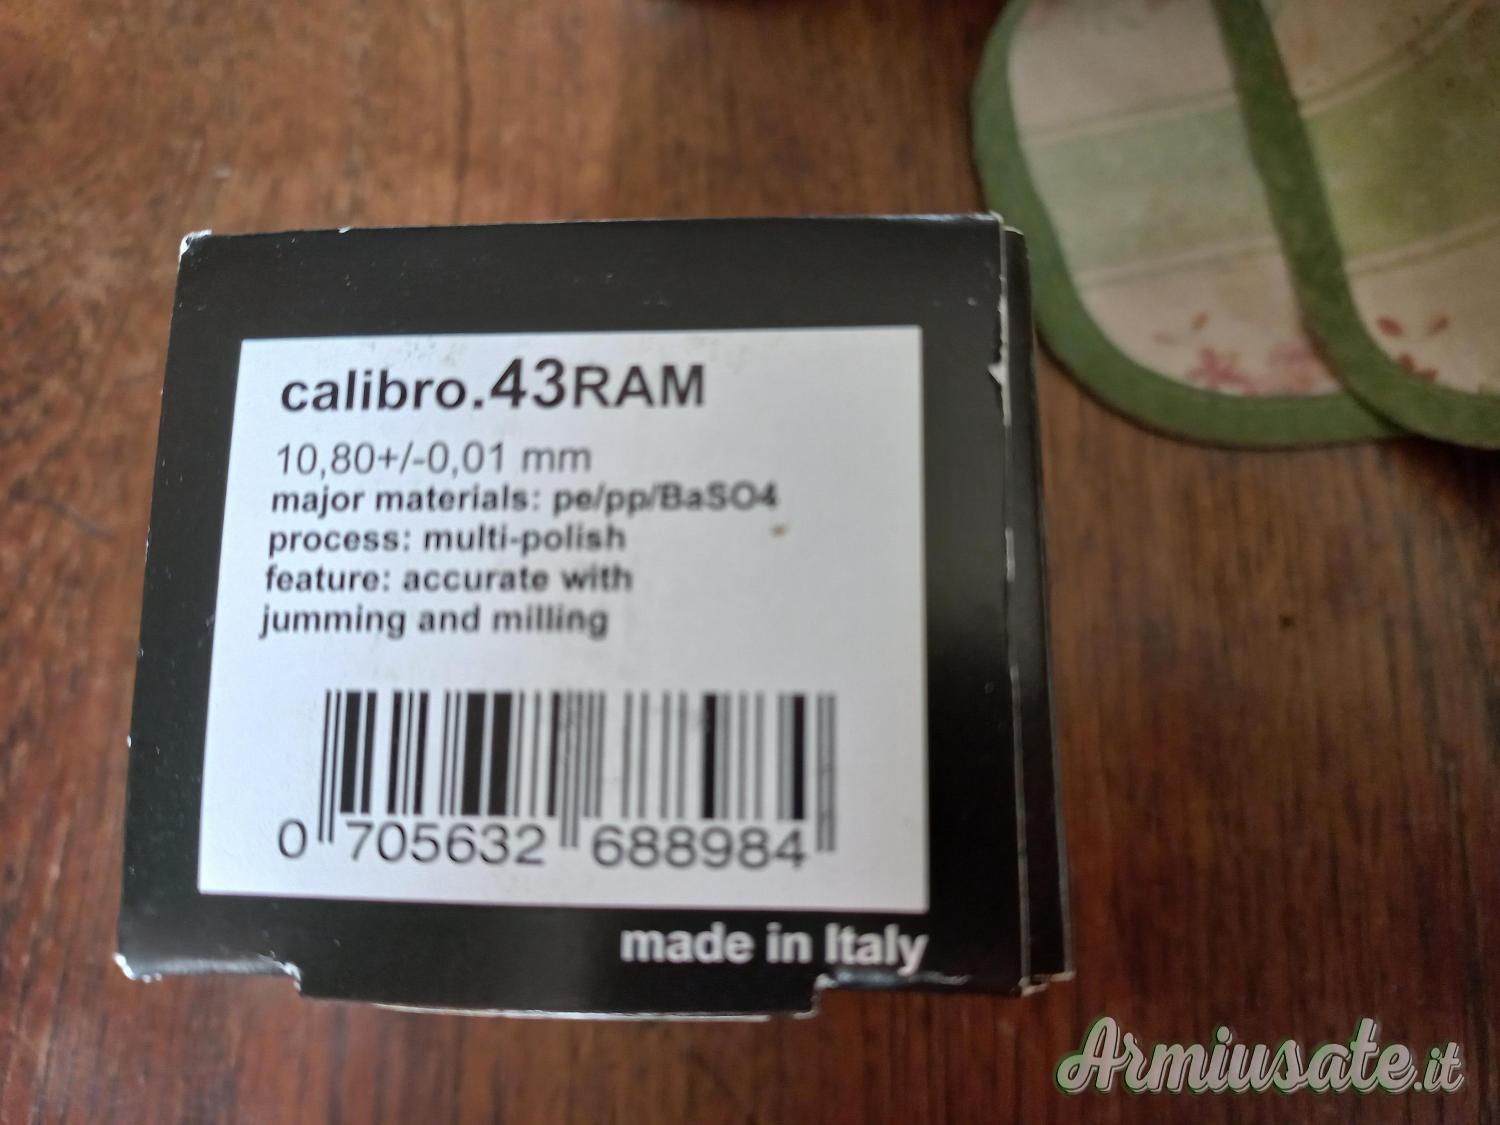 calibro.43RAM
10,80+/-0,01 mm
major materials: pe/pp/BaSO4
process: multi-polish
feature: accurate with
jumming and milling
0 705632 688984
made in Italy
Armiusate.it